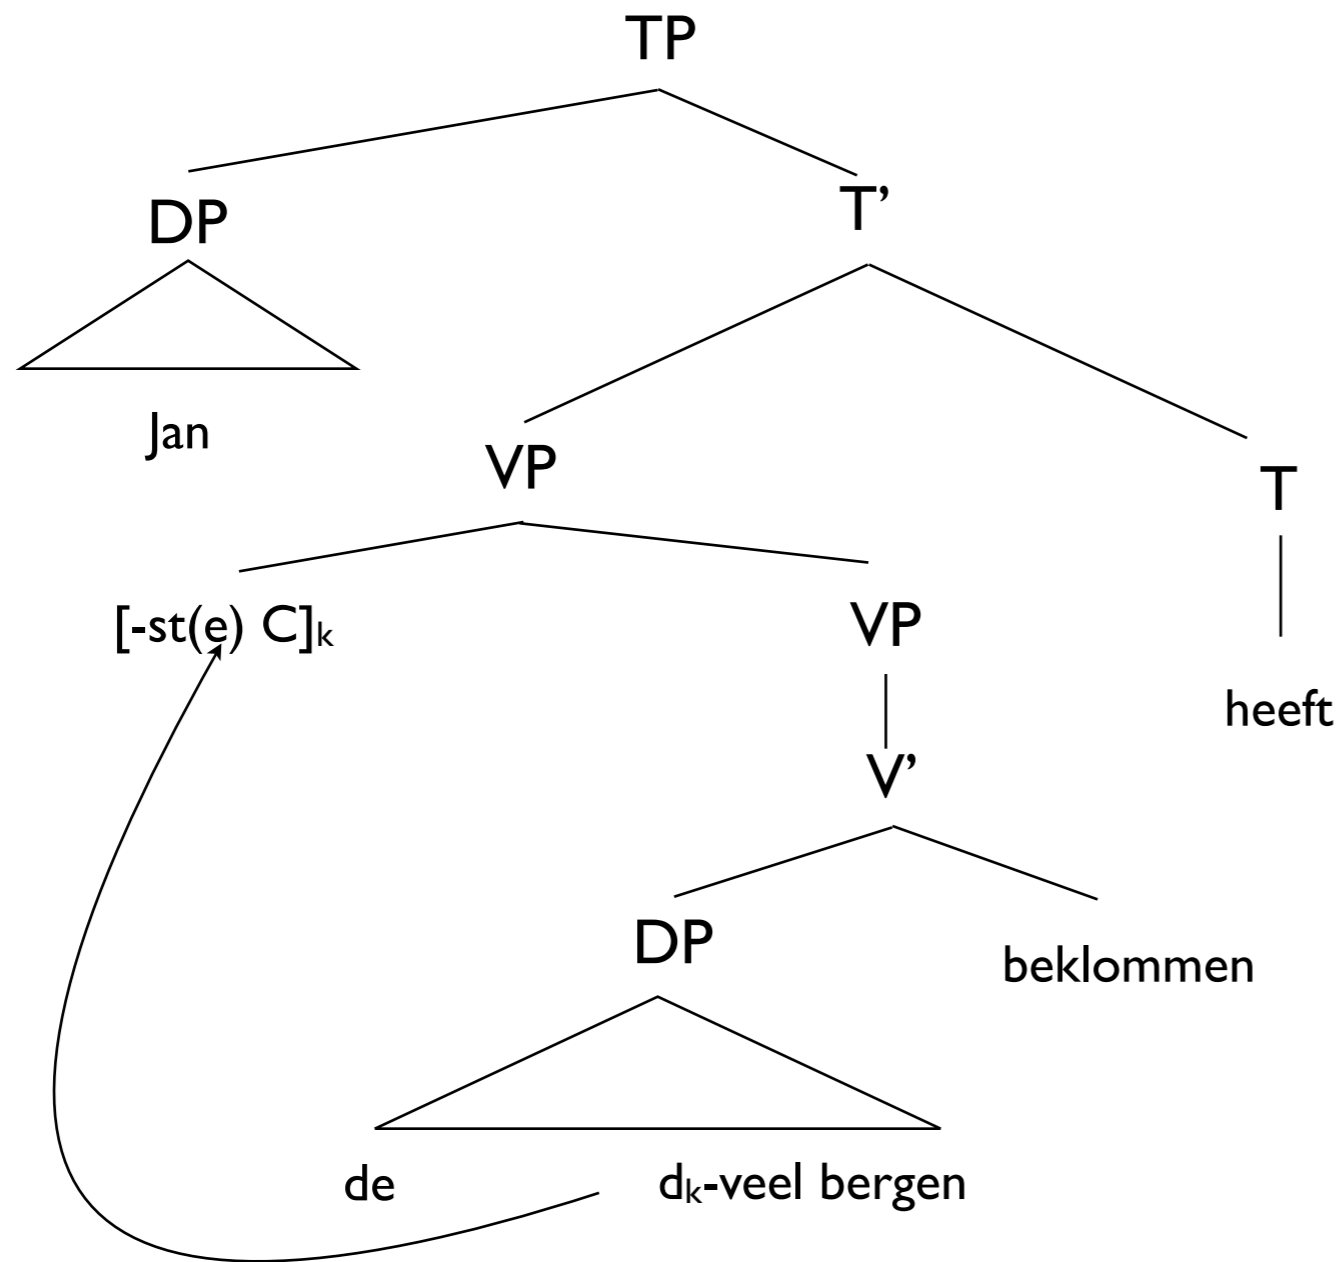 TP
DP T’
Jan
VP T
[-st(e) C]k VP
heeft
V’
DP beklommen
de dk-veel bergen